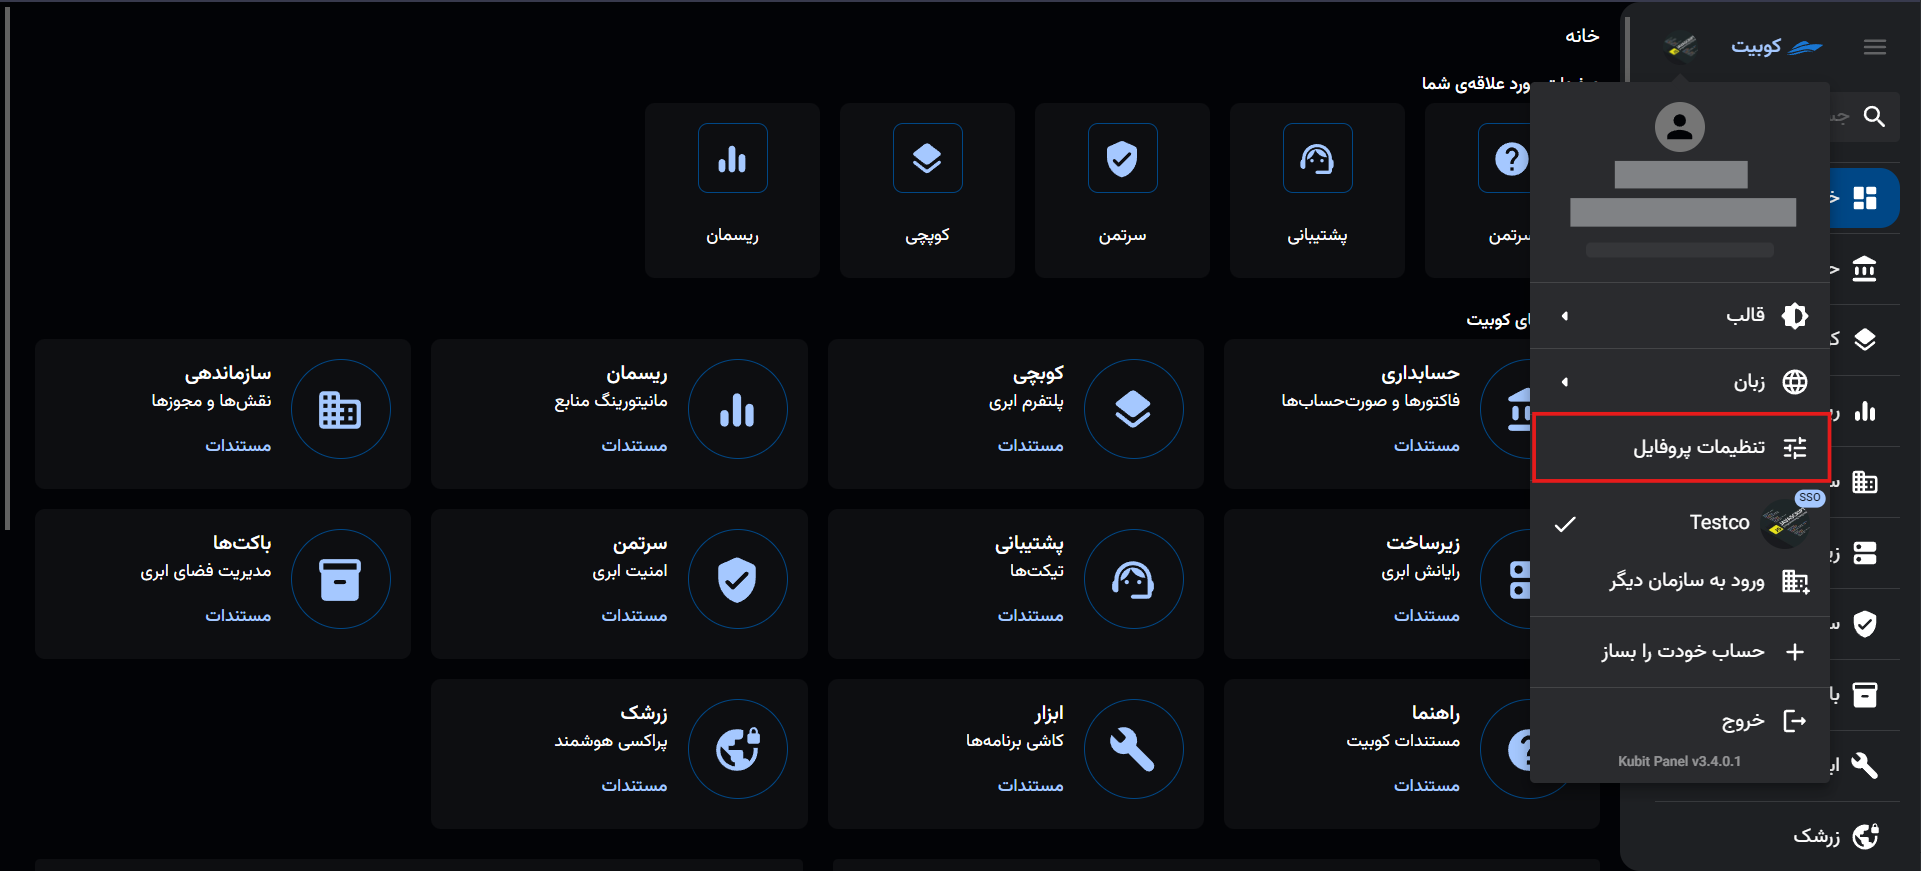 کوبیت
خانه
ورد علاقه‌ی شما
سرتمن
پشتیبانی
سرتمن
کوپچی
ریسمان
ای کوبیت
حسابداری
فاکتورها و صورت‌حساب‌ها
مستندات
کوبچی
پلتفرم ابری
مستندات
ریسمان
مانیتورینگ منابع
مستندات
سازماندهی
نقش‌ها و مجوزها
مستندات
زیرساخت
رایانش ابری
مستندات
پشتیبانی
تیکت‌ها
مستندات
سرتمن
امنیت ابری
مستندات
باکت‌ها
مدیریت فضای ابری
مستندات
راهنما
مستندات کوبیت
مستندات
ابزار
کاشی برنامه‌ها
مستندات
زرشک
پراکسی هوشمند
مستندات
قالب
زبان
تنظیمات پروفایل
SSO
Testco
ورود به سازمان دیگر
حساب خودت را بساز
خروج
Kubit Panel v3.4.0.1
زرشک